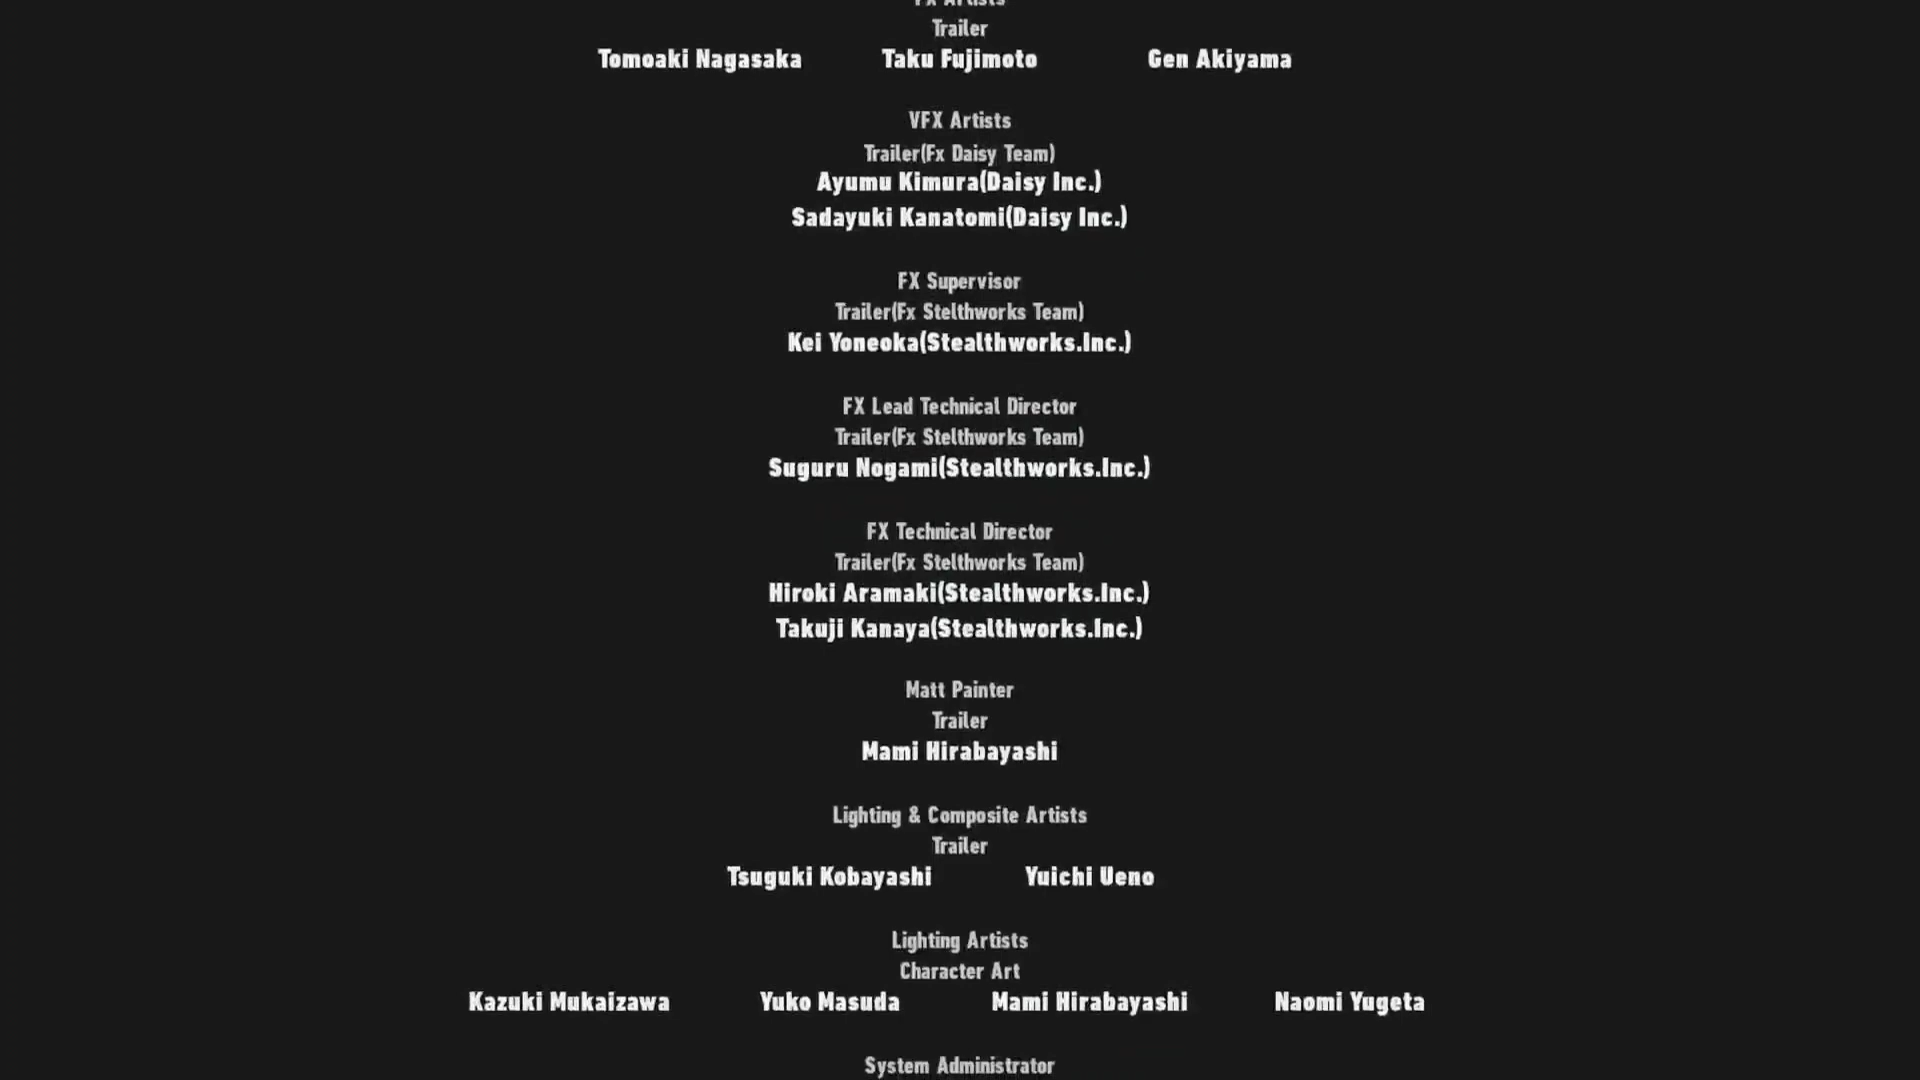 FX Artists
Trailer
Tomoaki Nagasaka Taku Fujimoto Gen Akiyama
VFX Artists
Trailer(Fx Daisy Team)
Ayumu Kimura(Daisy Inc.)
Sadayuki Kanatomi(Daisy Inc.)
FX Supervisor
Trailer(Fx Stelthworks Team)
Kei Yoneoka(Stealthworks.Inc.)
FX Lead Technical Director
Trailer(Fx Stelthworks Team)
Suguru Nogami(Stealthworks.Inc.)
FX Technical Director
Trailer(Fx Stelthworks Team)
Hiroki Aramaki(Stealthworks.Inc.)
Takuji Kanaya(Stealthworks.Inc.)
Matt Painter
Trailer
Mami Hirabayashi
Lighting & Composite Artists
Trailer
Tsuguki Kobayashi Yuichi Ueno
Lighting Artists
Character Art
Kazuki Mukaizawa Yuko Masuda Mami Hirabayashi Naomi Yugeta
System Administrator